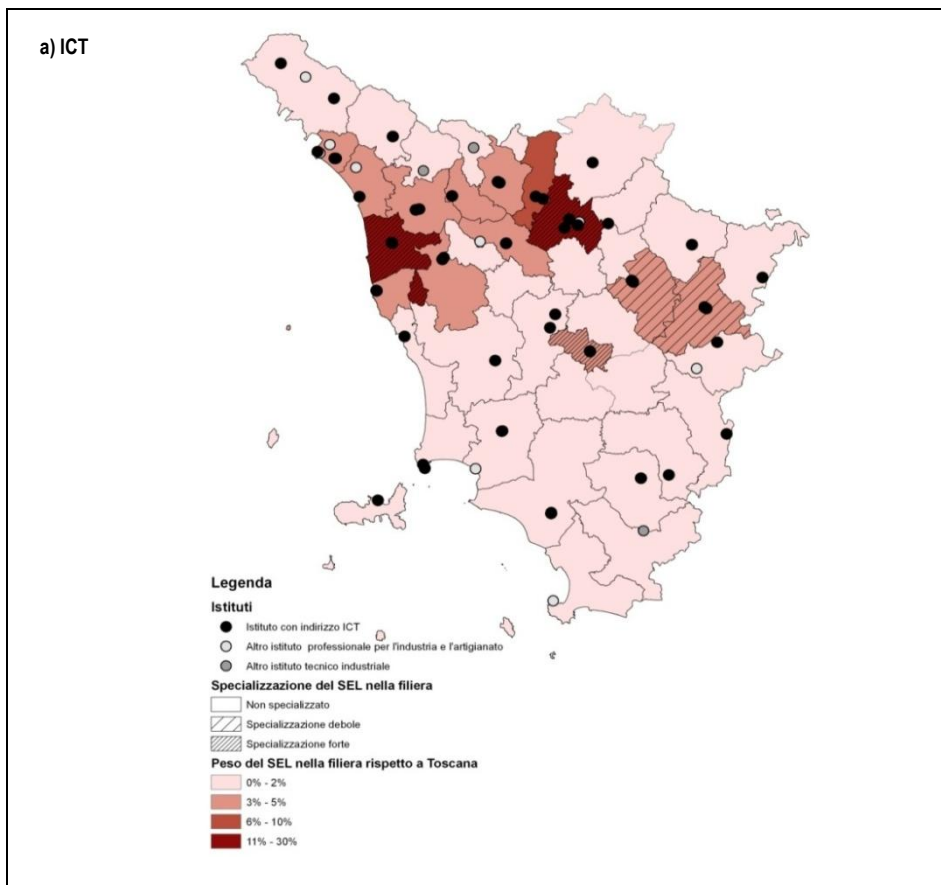 a) ICT
Legenda
Istituti
Istituto con indirizzo ICT
Altro istituto professionale per l'industria e l'artigianato
Altro istituto tecnico industriale
Specializzazione del SEL nella filiera
Non specializzato
Specializzazione debole
Specializzazione forte
Peso del SEL nella filiera rispetto a Toscana
0% - 2%
3% - 5%
6% - 10%
11% - 30%